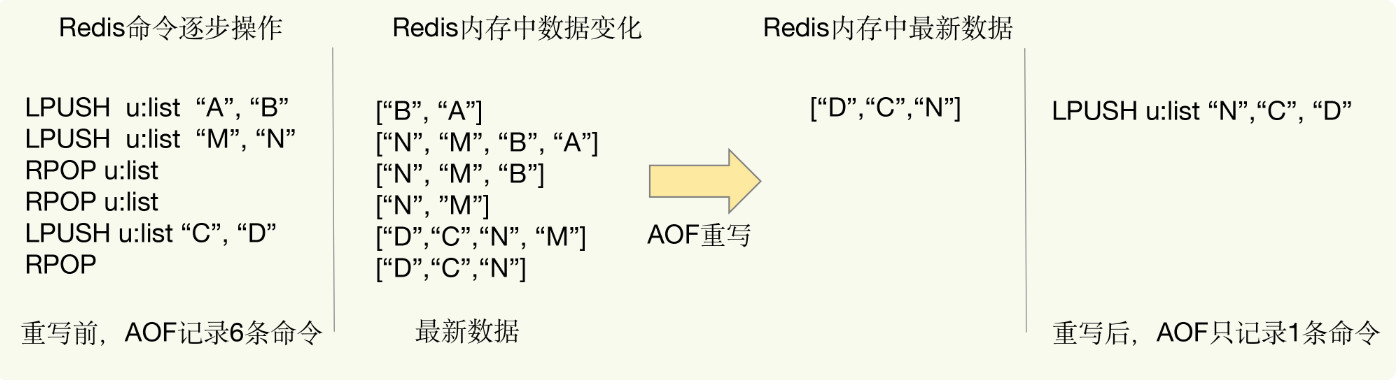 Redis命令逐步操作
LPUSH u:list “A”, “B”
LPUSH u:list “M”, “N”
RPOP u:list
RPOP u:list
LPUSH u:list “C”, “D”
RPOP
重写前，AOF记录6条命令
Redis内存中数据变化
[“B”, “A”]
[“N”, “M”, “B”, “A”]
[“N”, “M”, “B”]
[“N”, ”M”]
[“D”,“C”,“N”, “M”]
[“D”,“C”,“N”]
最新数据
AOF重写
Redis内存中最新数据
[“D”,“C”,“N”]
LPUSH u:list “N”,“C”, “D”
重写后，AOF只记录1条命令